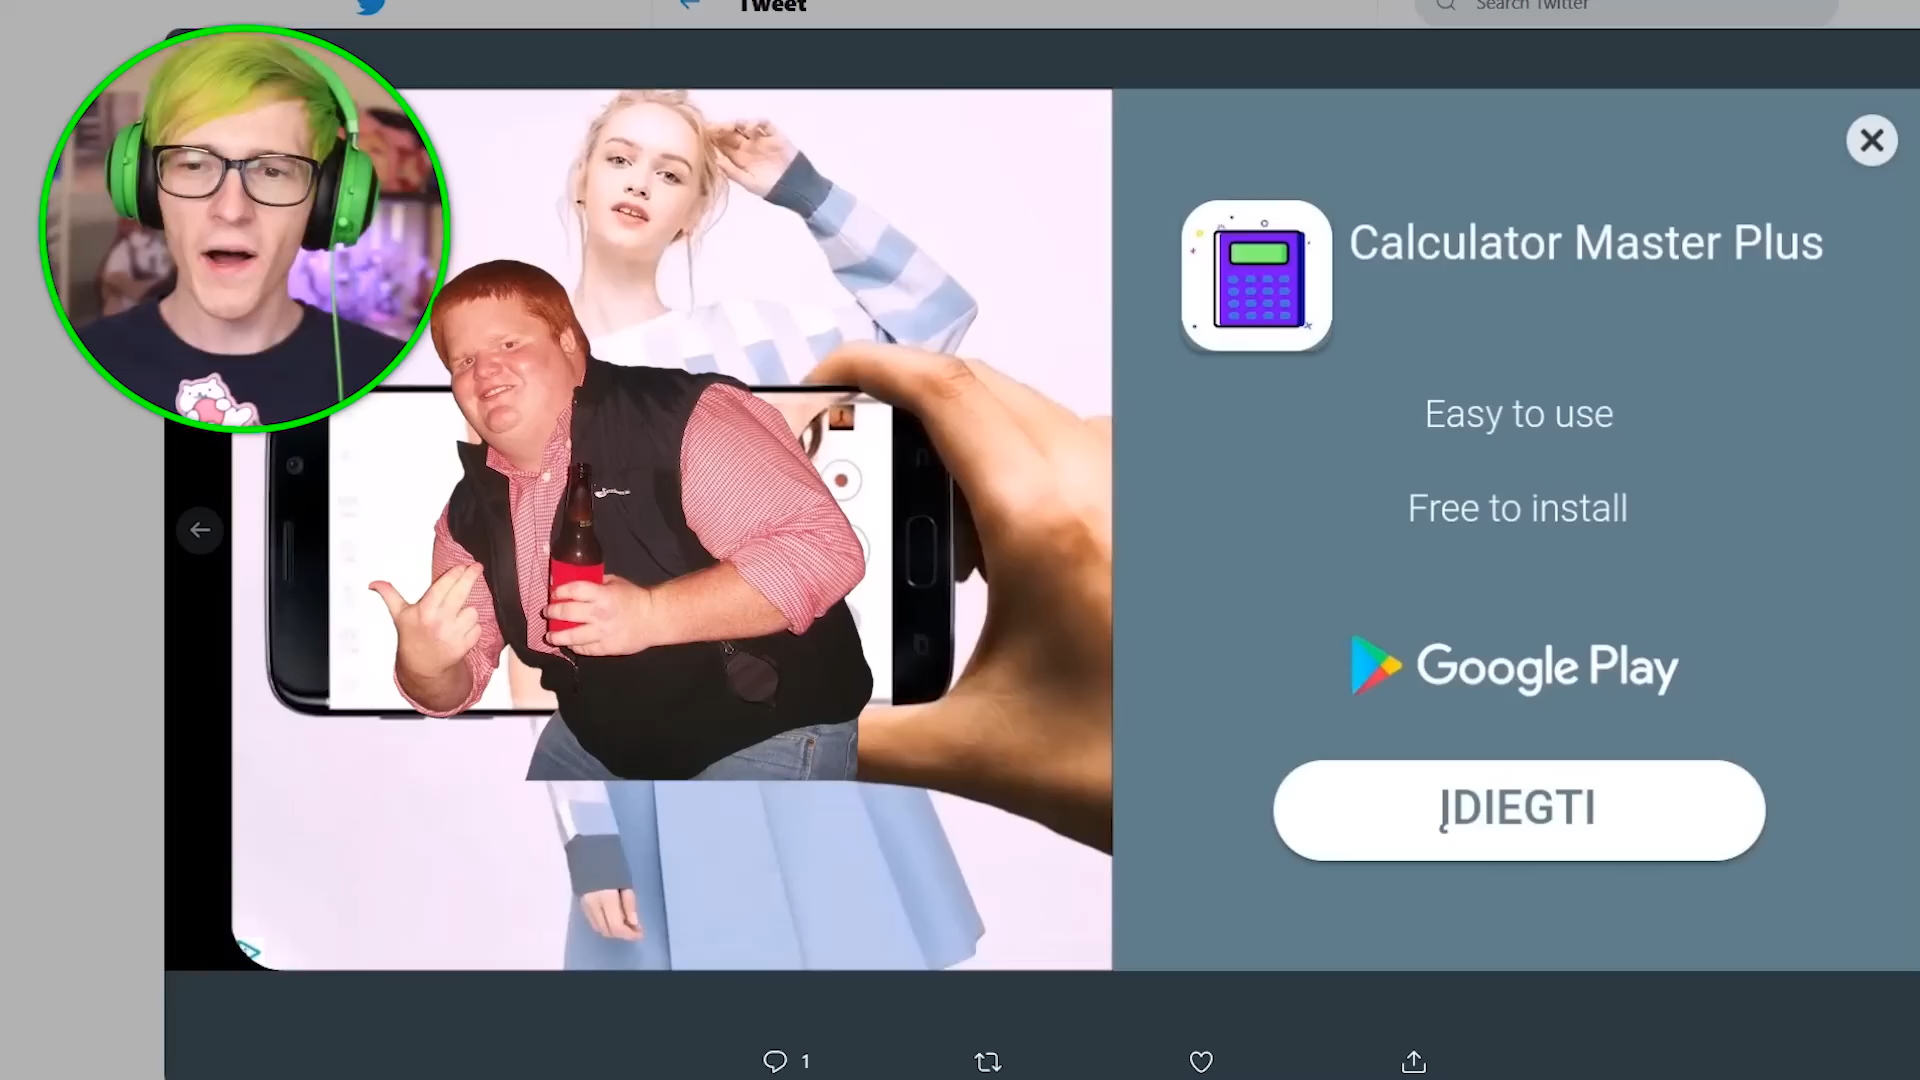 Tweet
Search Twitter
Calculator Master Plus
Easy to use
Free to install
Google Play
ĮDIEGTI
1